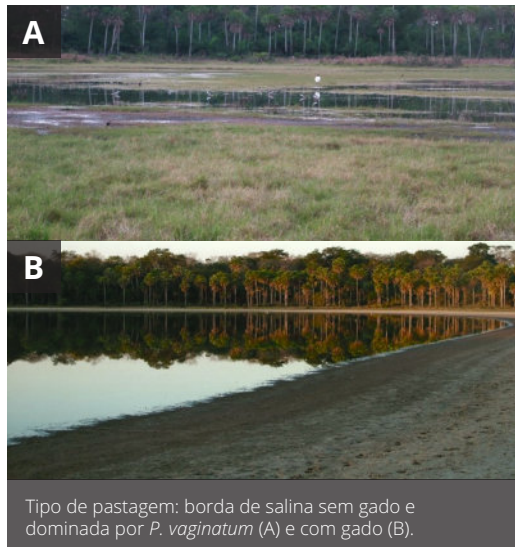 A
B
Tipo de pastagem: borda de salina sem gado e
dominada por P. vaginatum (A) e com gado (B).